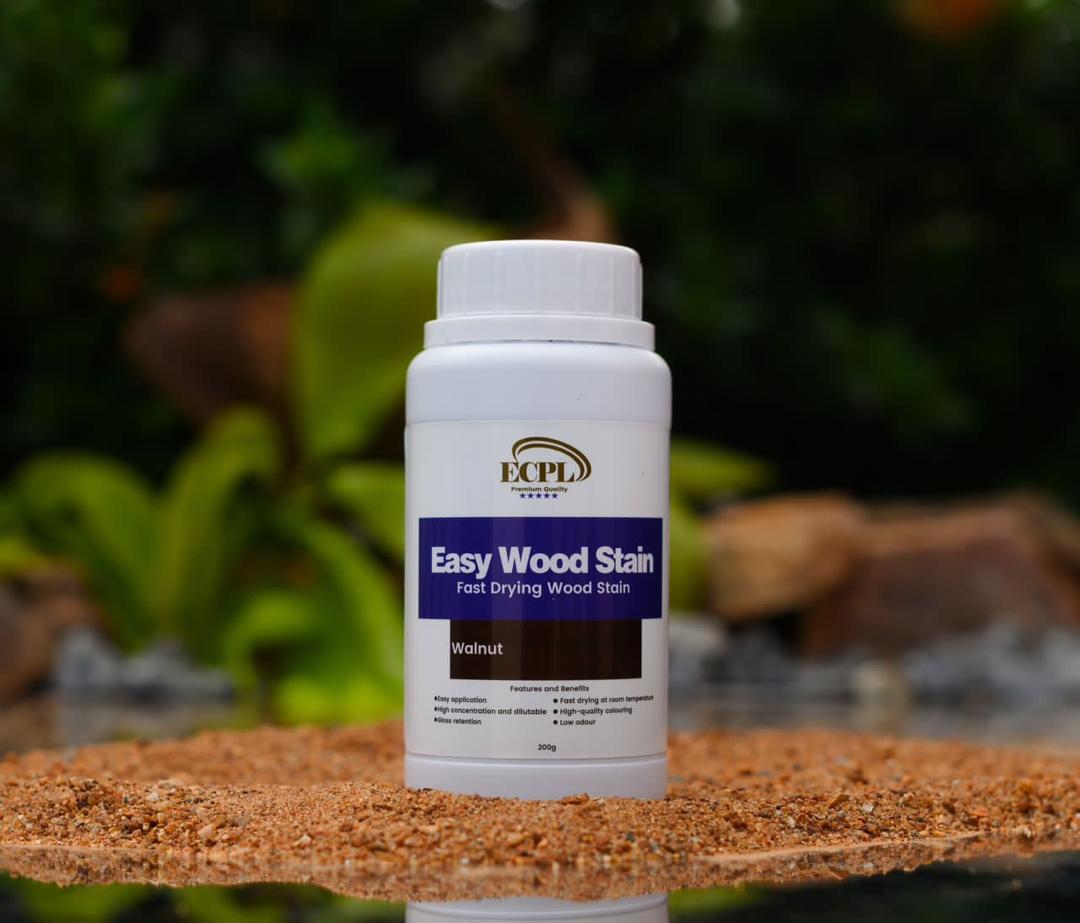 ECPL
Premium Quality
Easy Wood Stain
Fast Drying Wood Stain
Walnut
Features and Benefits
•Easy application
•High concentration and dilutable
•Gloss retention
• Fast drying at room temperature
• High-quality colouring
• Low odour
200g